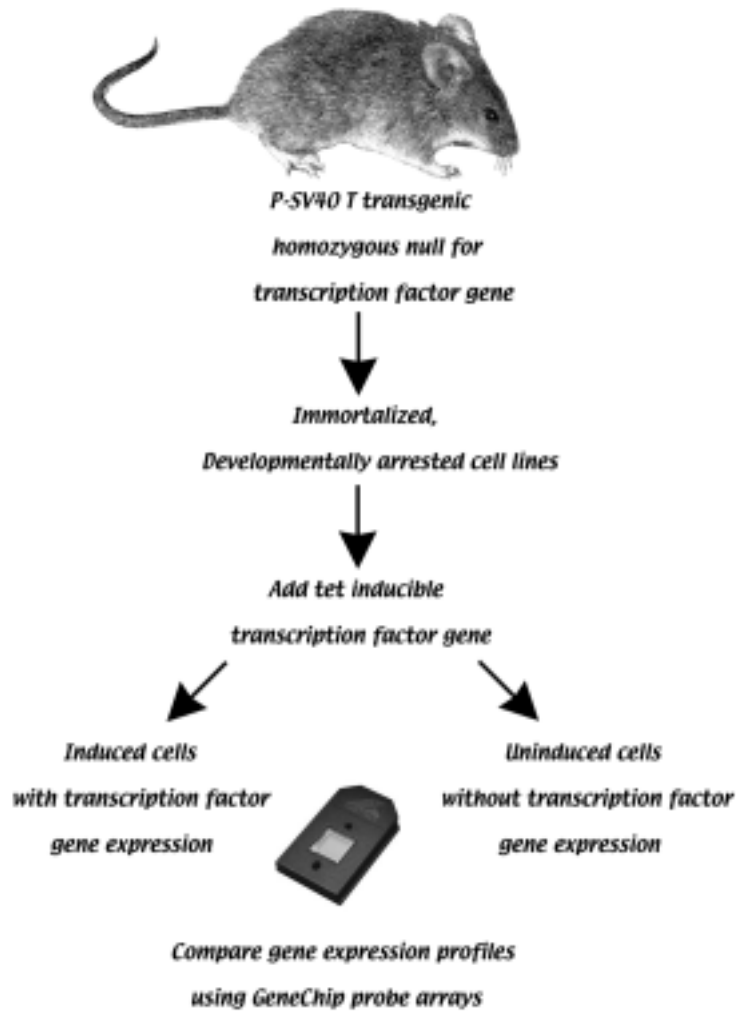 P-SV40 T transgenic
homozygous null for
transcription factor gene
Immortalized,
Developmentally arrested cell lines
Add tet inducible
transcription factor gene
Induced cells
with transcription factor
gene expression
Uninduced cells
without transcription factor
gene expression
Compare gene expression profiles
using GeneChip probe arrays